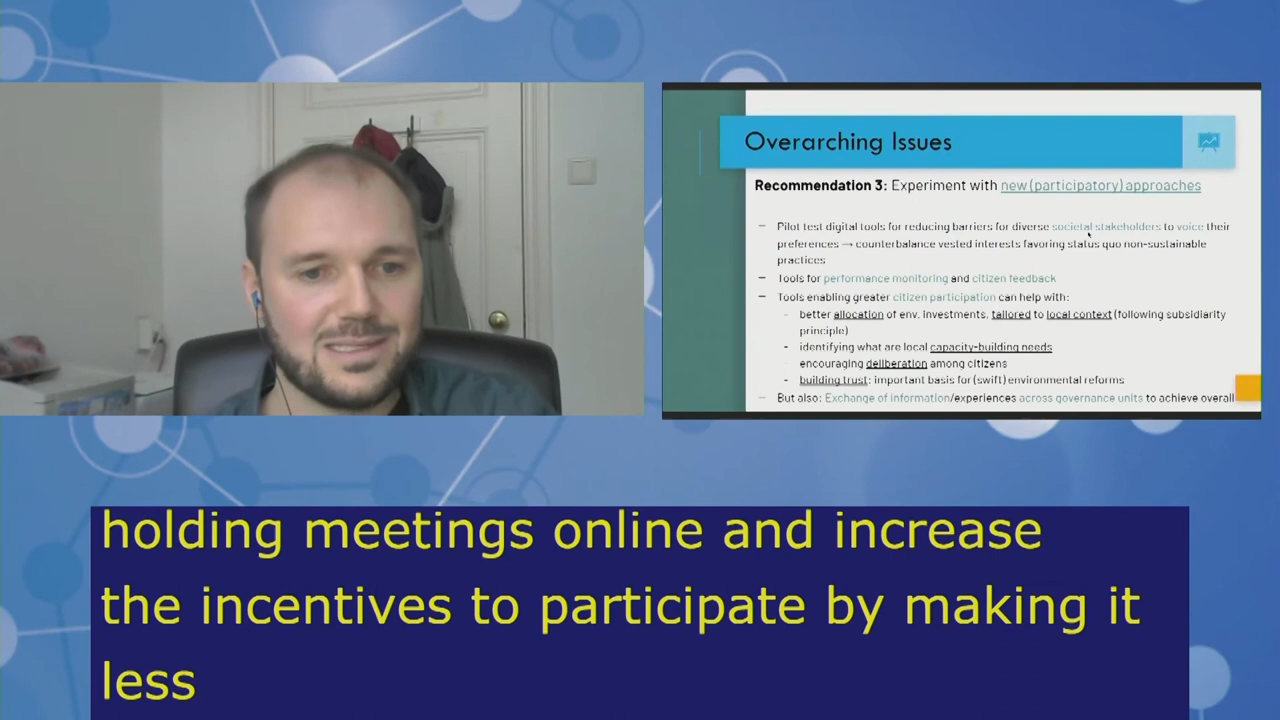 Overarching Issues
Recommendation 3: Experiment with new (participatory) approaches
– Pilot test digital tools for reducing barriers for diverse societal stakeholders to voice their
preferences → counterbalance vested interests favoring status quo non-sustainable
practices
– Tools for performance monitoring and citizen feedback
– Tools enabling greater citizen participation can help with:
- better allocation of env. investments, tailored to local context (following subsidiarity
principle)
- identifying what are local capacity-building needs
- encouraging deliberation among citizens
- building trust: important basis for (swift) environmental reforms
– But also: Exchange of information/experiences across governance units to achieve overall
holding meetings online and increase
the incentives to participate by making it
less